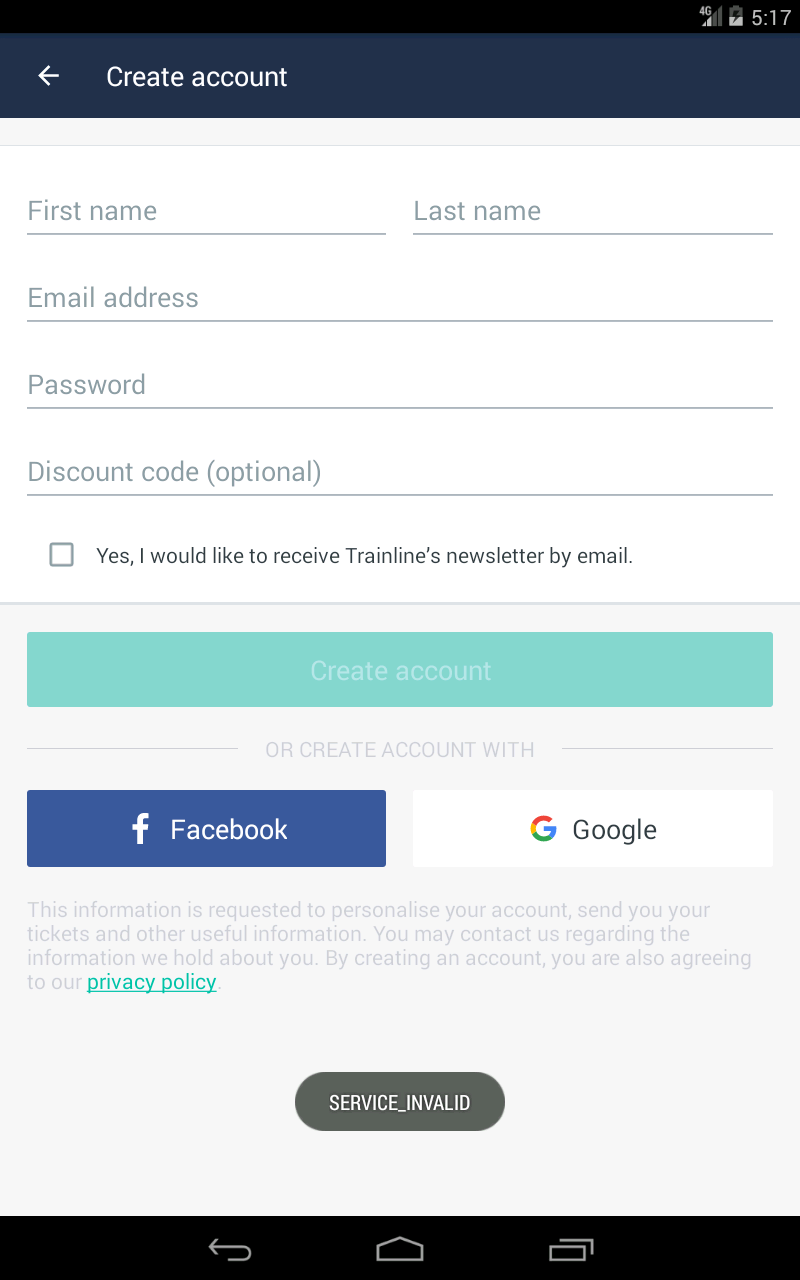 4G 5:17
Create account
First name Last name
Email address
Password
Discount code (optional)
Yes, I would like to receive Trainline’s newsletter by email.
Create account
OR CREATE ACCOUNT WITH
Facebook Google
This information is requested to personalise your account, send you your
tickets and other useful information. You may contact us regarding the
information we hold about you. By creating an account, you are also agreeing
to our privacy policy.
SERVICE_INVALID